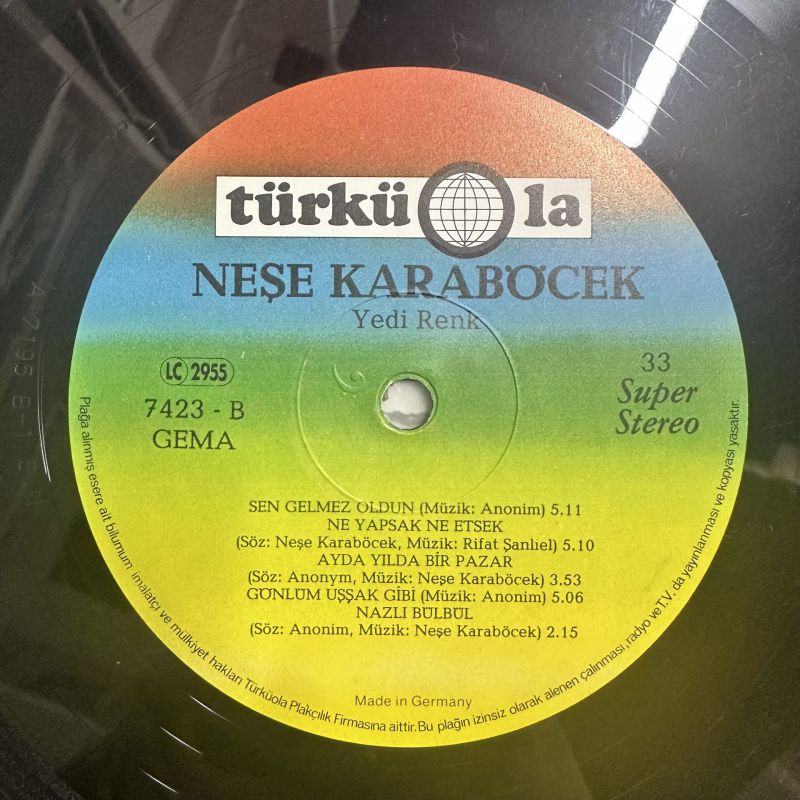 türküola
NEŞE KARABÖCEK
Yedi Renk
LC 2955
7423 - B
GEMA
33
Super
Stereo
SEN GELMEZ OLDUN (Müzik: Anonim) 5.11
NE YAPSAK NE ETSEK
(Söz: Neşe Karaböcek, Müzik: Rifat Şanlıel) 5.10
AYDA YILDA BİR PAZAR
(Söz: Anonym, Müzik: Neşe Karaböcek) 3.53
GÖNLÜM UŞŞAK GİBİ (Müzik: Anonim) 5.06
NAZLI BÜLBÜL
(Söz: Anonim, Müzik: Neşe Karaböcek) 2.15
Made in Germany
Plağa alınmış esere ait bilumum imalatçı ve mülkiyet hakları Türküola Plakçılık Firmasına aittir. Bu plağın izinsiz olarak alenen çalınması, radyo ve T.V. da yayınlanması ve kopyası yasaktır.